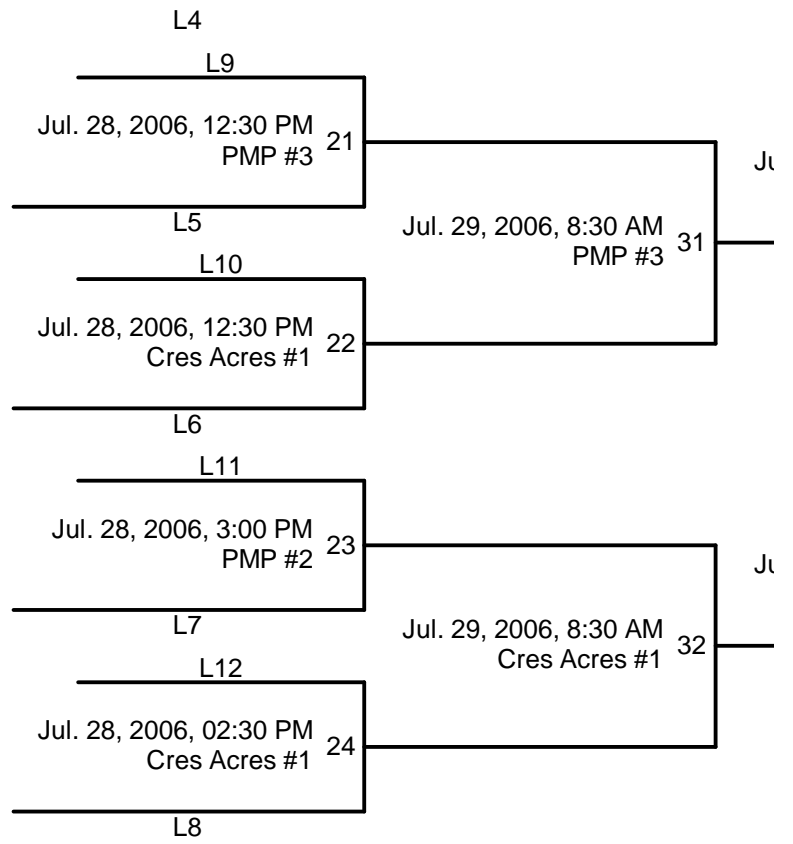 L4
L9
Jul. 28, 2006, 12:30 PM
PMP #3
21
L5
L10
Jul. 28, 2006, 12:30 PM
Cres Acres #1
22
L6
Jul. 29, 2006, 8:30 AM
PMP #3
31
L11
Jul. 28, 2006, 3:00 PM
PMP #2
23
L7
L12
Jul. 28, 2006, 02:30 PM
Cres Acres #1
24
L8
Jul. 29, 2006, 8:30 AM
Cres Acres #1
32